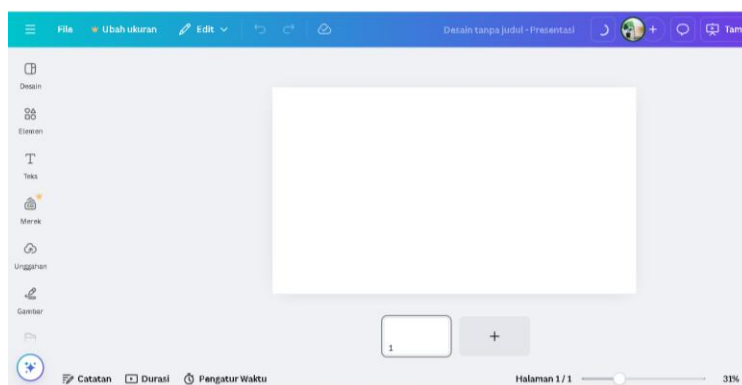 File Ubah ukuran Edit Desain tanpa judul - Presentasi Tam
Desain
Elemen
Teks
Merek
Unggahan
Gambar
1
Catatan Durasi Pengatur Waktu Halaman 1 / 1 31%